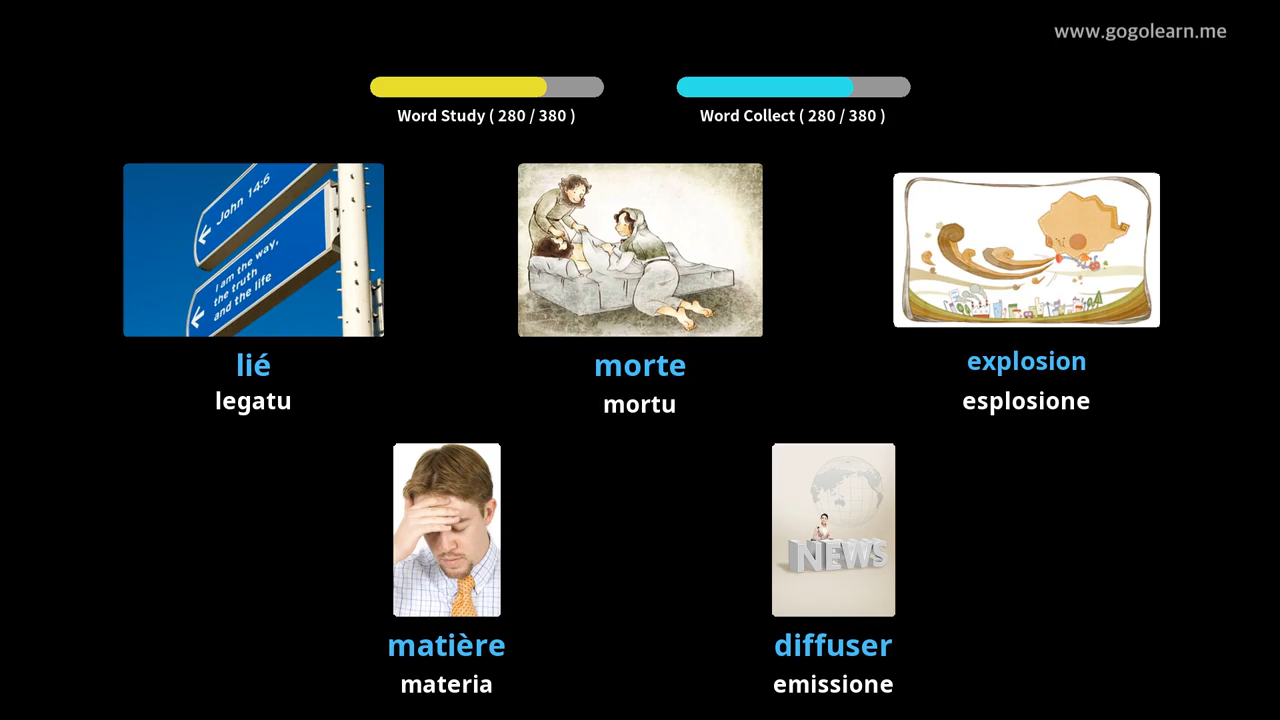 www.gogolearn.me
Word Study ( 280 / 380 )
Word Collect ( 280 / 380 )
John 14:6
I am the way,
the truth
and the life
lié
legatu
morte
mortu
explosion
esplosione
NEWS
matière
materia
diffuser
emissione